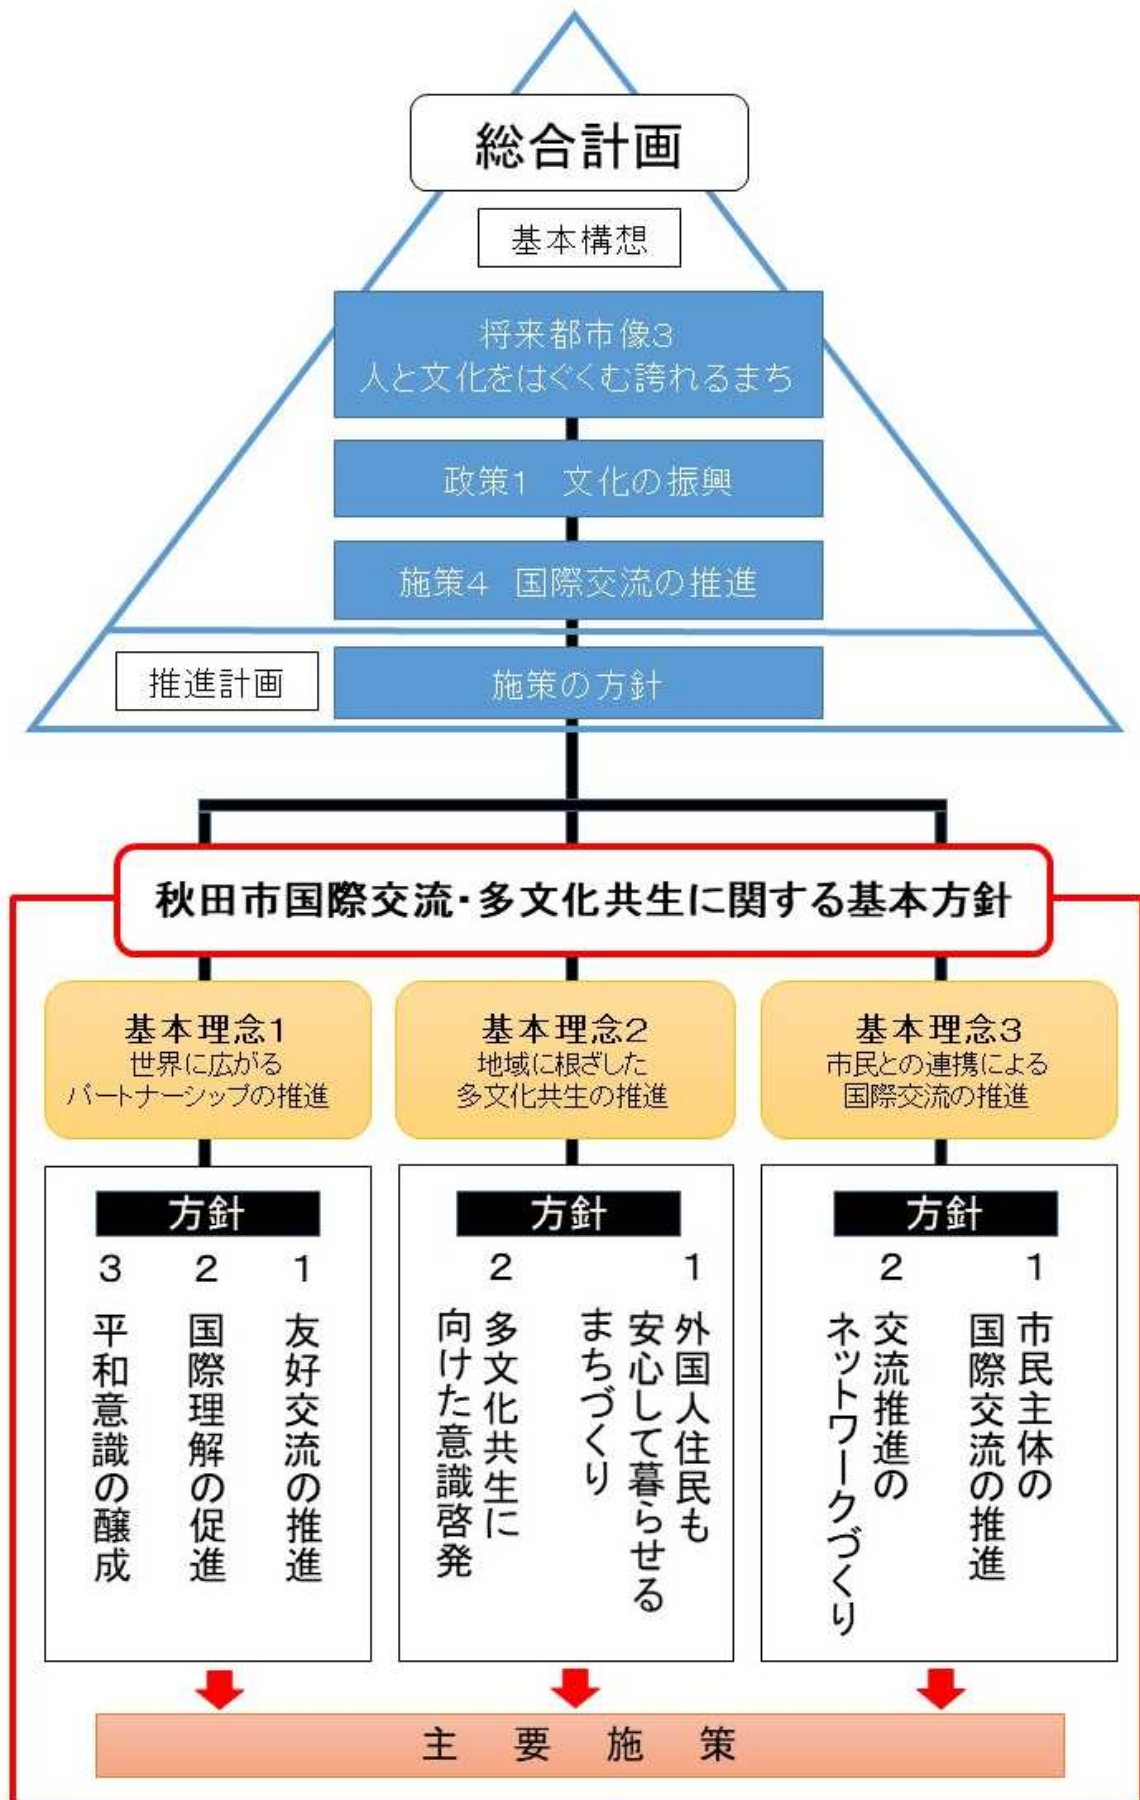 総合計画
基本構想
将来都市像3
人と文化をはぐくむ誇れるまち
政策1　文化の振興
施策4　国際交流の推進
推進計画
施策の方針
秋田市国際交流・多文化共生に関する基本方針
基本理念1
世界に広がる
パートナーシップの推進
方針
1 友好交流の推進
2 国際理解の促進
3 平和意識の醸成
基本理念2
地域に根ざした
多文化共生の推進
方針
1 外国人住民も
安心して暮らせる
まちづくり
2 多文化共生に
向けた意識啓発
基本理念3
市民との連携による
国際交流の推進
方針
1 市民主体の
国際交流の推進
2 交流推進の
ネットワークづくり
主要施策